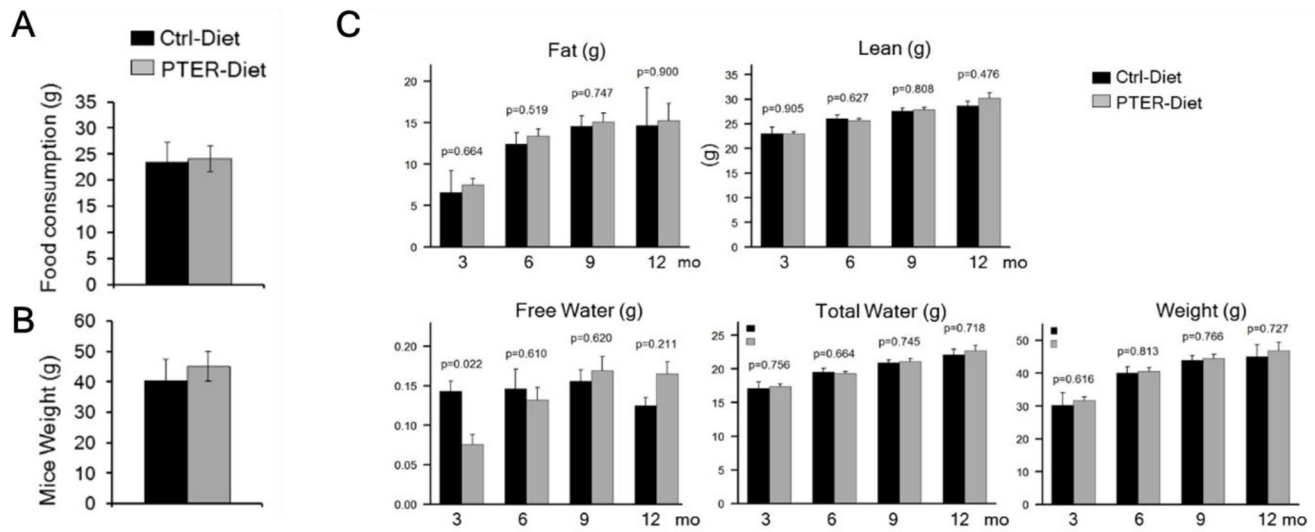 A
Ctrl-Diet
PTER-Diet
Food consumption (g)
35
30
25
20
15
10
5
0
B
Mice Weight (g)
60
50
40
30
20
10
0
C
Fat (g)
20
15
10
5
0
p=0.664
p=0.519
p=0.747
p=0.900
3 6 9 12 mo
Lean (g)
(g)
35
30
25
20
15
10
5
0
p=0.905
p=0.627
p=0.808
p=0.476
3 6 9 12 mo
Ctrl-Diet
PTER-Diet
Free Water (g)
0.20
0.15
0.10
0.05
0.00
p=0.022
p=0.610
p=0.620
p=0.211
3 6 9 12 mo
Total Water (g)
25
20
15
10
5
0
p=0.756
p=0.664
p=0.745
p=0.718
3 6 9 12 mo
Weight (g)
50
40
30
20
10
0
p=0.616
p=0.813
p=0.766
p=0.727
3 6 9 12 mo